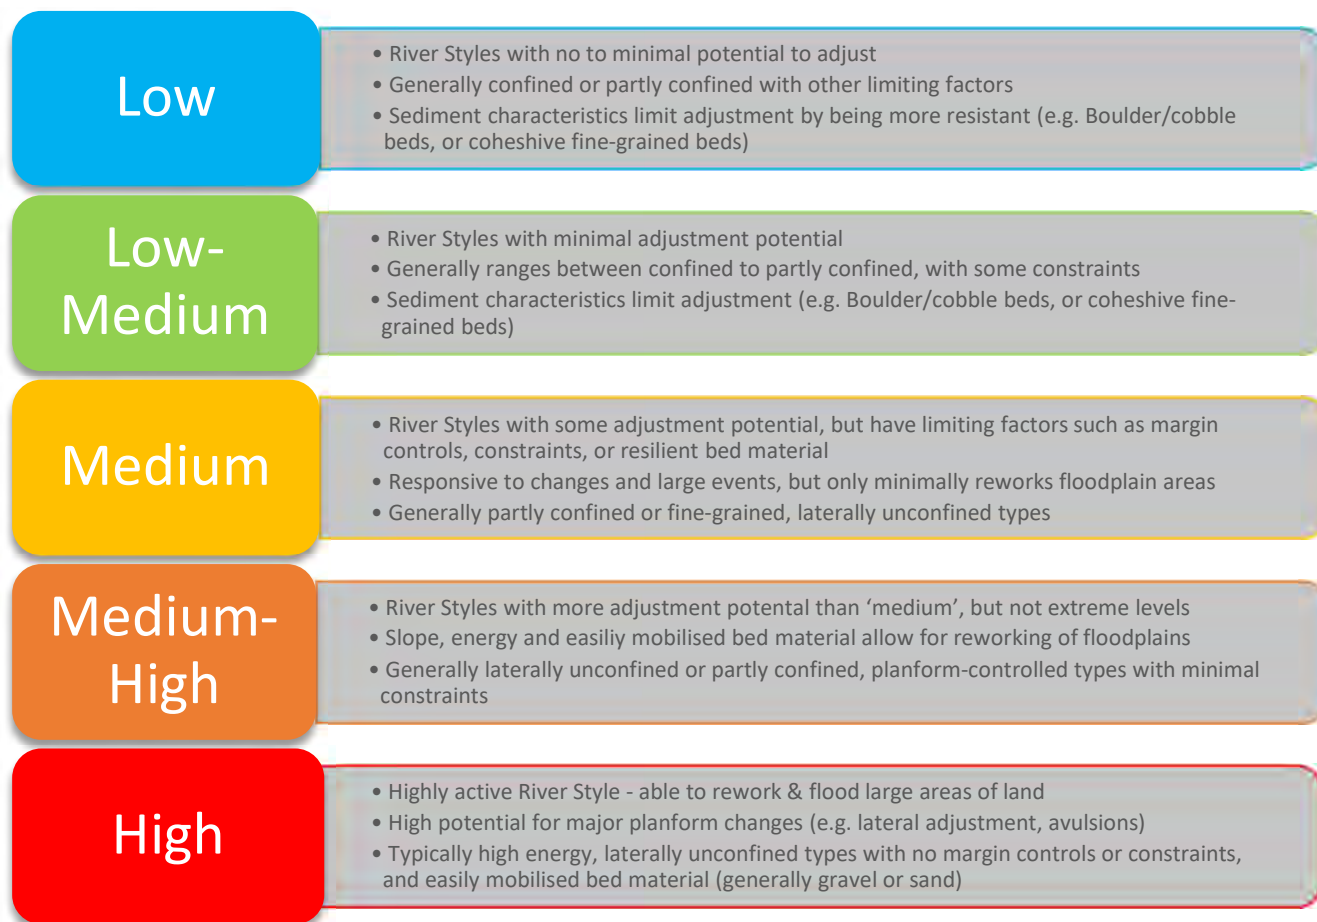 Low
• River Styles with no to minimal potential to adjust
• Generally confined or partly confined with other limiting factors
• Sediment characteristics limit adjustment by being more resistant (e.g. Boulder/cobble
beds, or coheshive fine-grained beds)
Low-
Medium
• River Styles with minimal adjustment potential
• Generally ranges between confined to partly confined, with some constraints
• Sediment characteristics limit adjustment (e.g. Boulder/cobble beds, or coheshive fine-
grained beds)
Medium
• River Styles with some adjustment potential, but have limiting factors such as margin
controls, constraints, or resilient bed material
• Responsive to changes and large events, but only minimally reworks floodplain areas
• Generally partly confined or fine-grained, laterally unconfined types
Medium-
High
• River Styles with more adjustment potental than ‘medium’, but not extreme levels
• Slope, energy and easiliy mobilised bed material allow for reworking of floodplains
• Generally laterally unconfined or partly confined, planform-controlled types with minimal
constraints
High
• Highly active River Style - able to rework & flood large areas of land
• High potential for major planform changes (e.g. lateral adjustment, avulsions)
• Typically high energy, laterally unconfined types with no margin controls or constraints,
and easily mobilised bed material (generally gravel or sand)